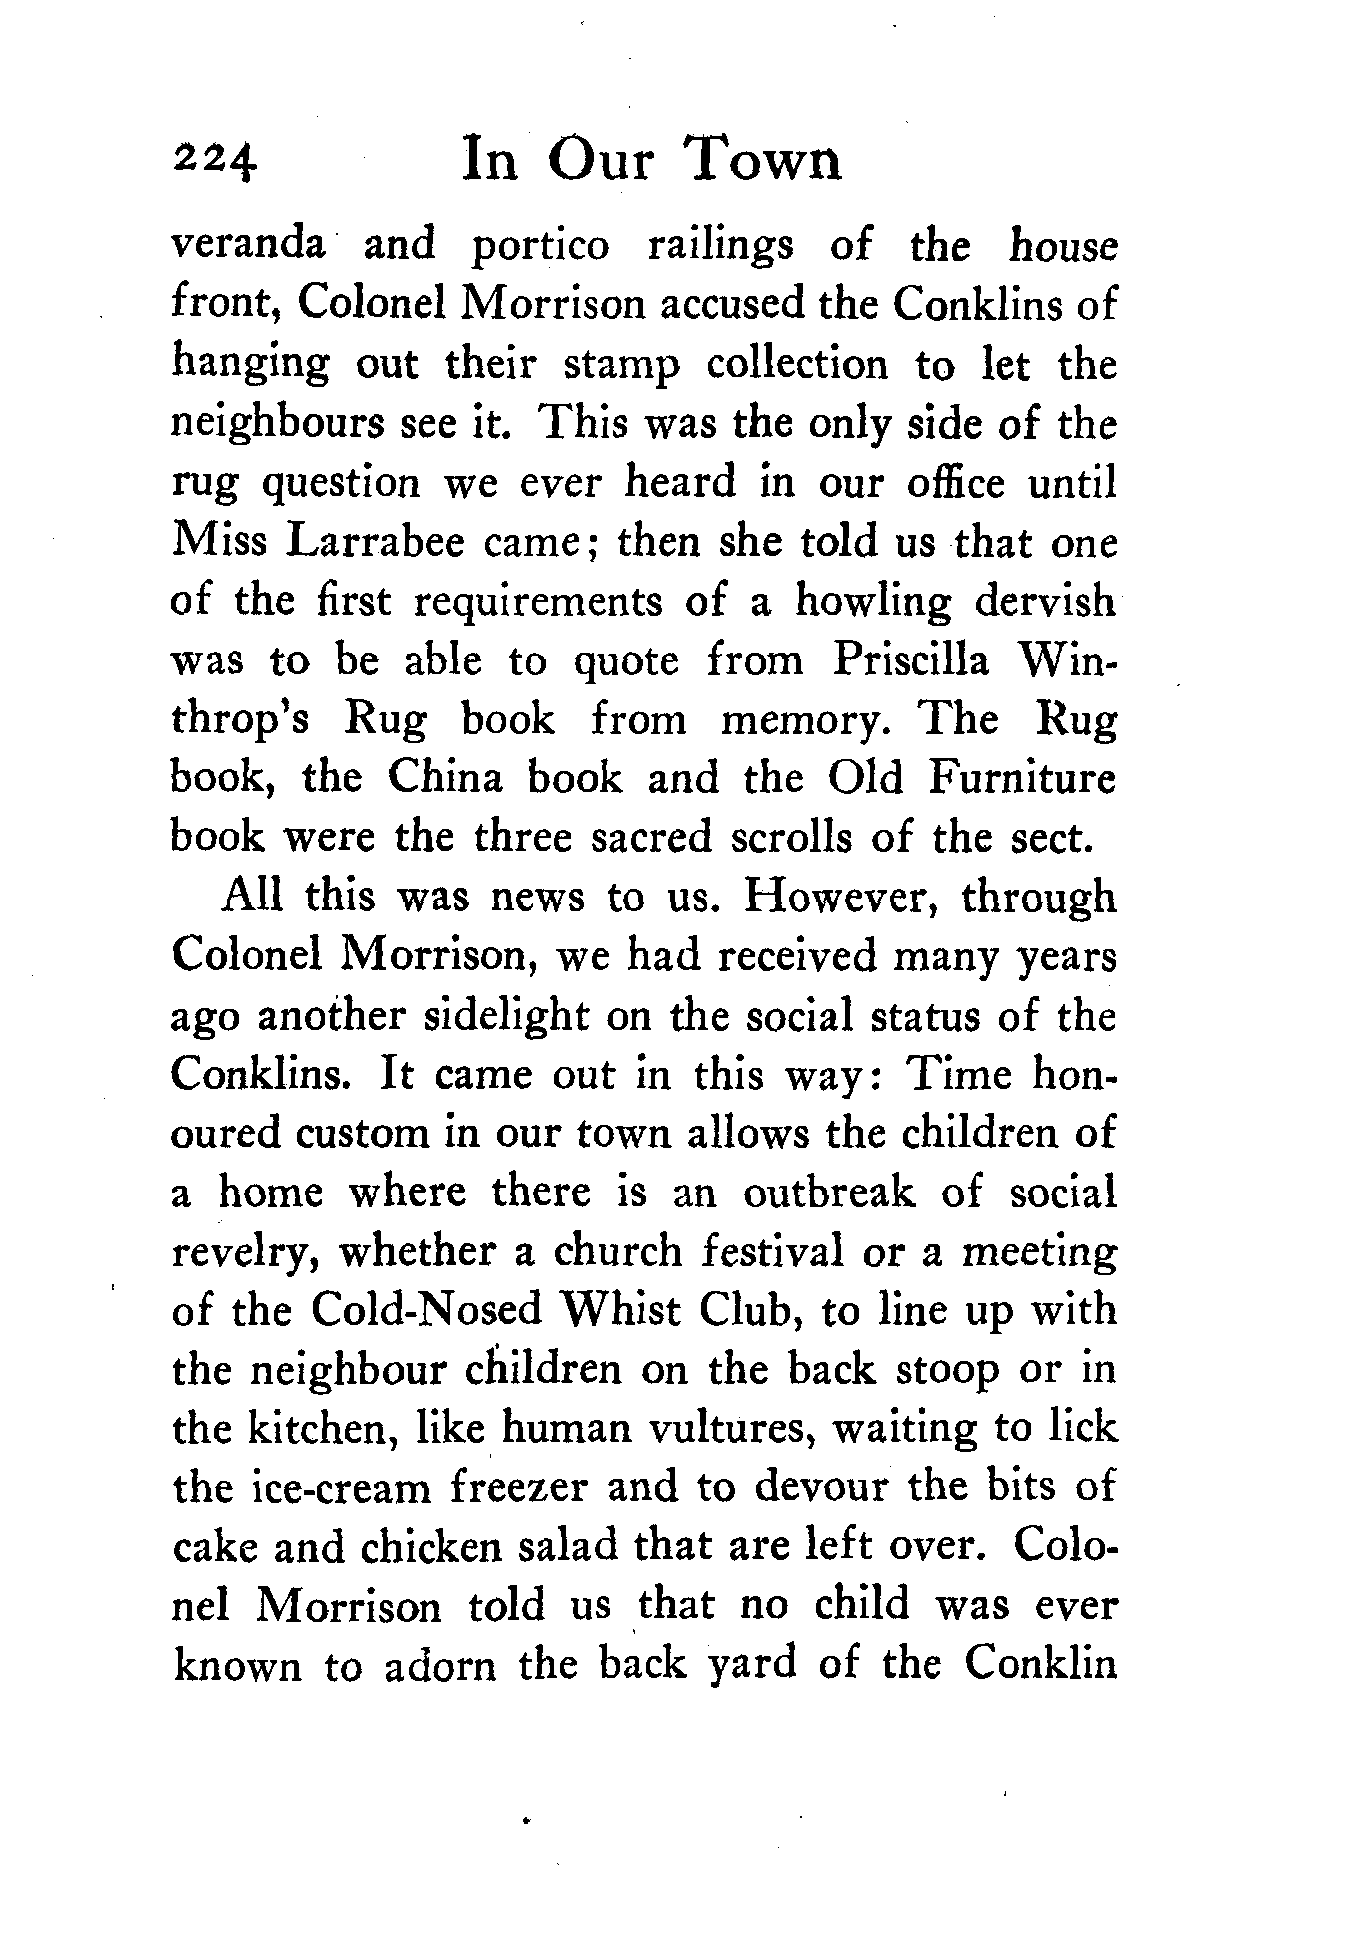 224 In Our Town
veranda and portico railings of the house
front, Colonel Morrison accused the Conklins of
hanging out their stamp collection to let the
neighbours see it. This was the only side of the
rug question we ever heard in our office until
Miss Larrabee came; then she told us that one
of the first requirements of a howling dervish
was to be able to quote from Priscilla Win-
throp's Rug book from memory. The Rug
book, the China book and the Old Furniture
book were the three sacred scrolls of the sect.
All this was news to us. However, through
Colonel Morrison, we had received many years
ago another sidelight on the social status of the
Conklins. It came out in this way: Time hon-
oured custom in our town allows the children of
a home where there is an outbreak of social
revelry, whether a church festival or a meeting
of the Cold-Nosed Whist Club, to line up with
the neighbour children on the back stoop or in
the kitchen, like human vultures, waiting to lick
the ice-cream freezer and to devour the bits of
cake and chicken salad that are left over. Colo-
nel Morrison told us that no child was ever
known to adorn the back yard of the Conklin